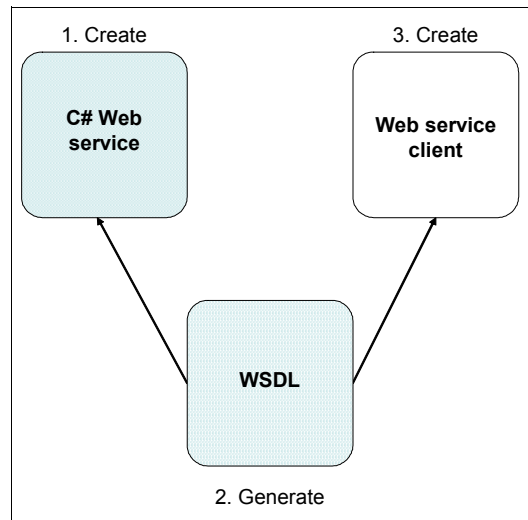 1. Create
3. Create
C# Web
service
Web service
client
WSDL
2. Generate